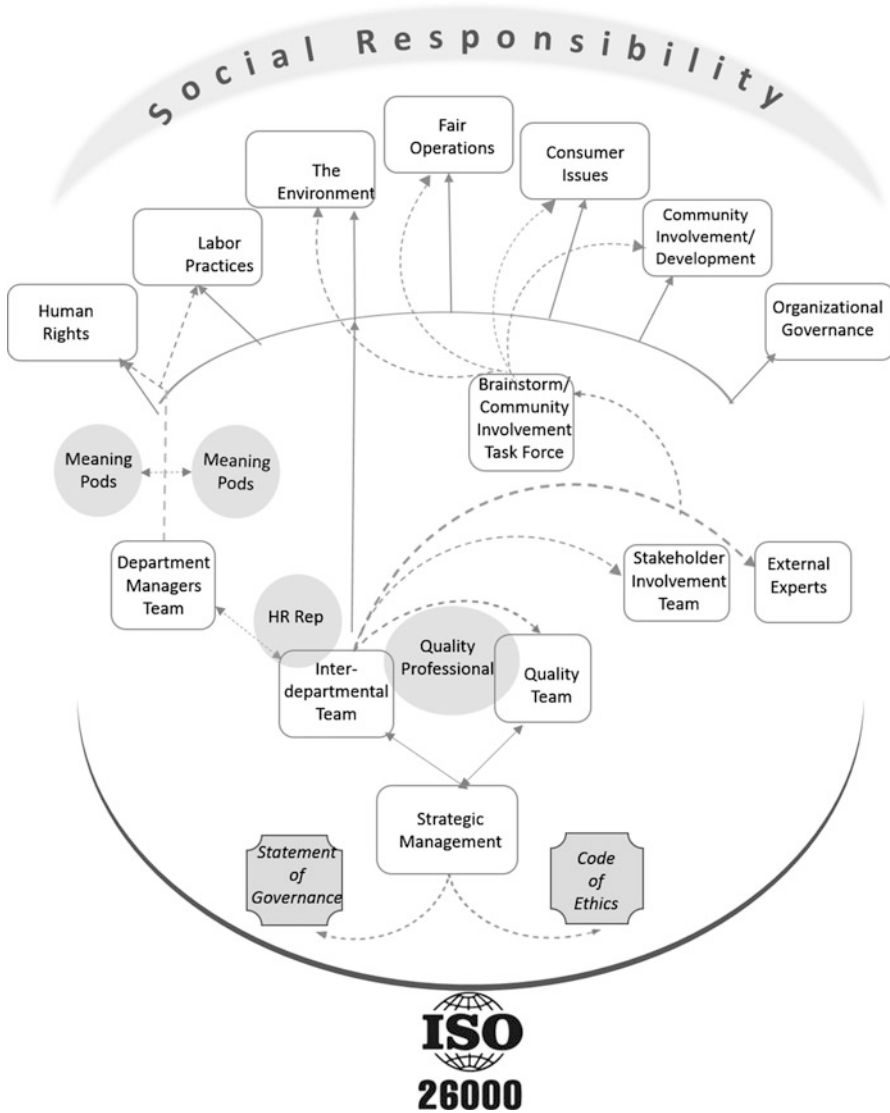 Social Responsibility
Fair
Operations
Consumer
Issues
The
Environment
Community
Involvement/
Development
Labor
Practices
Human
Rights
Organizational
Governance
Brainstorm/
Community
Involvement
Task Force
Meaning
Pods
Meaning
Pods
Department
Managers
Team
Stakeholder
Involvement
Team
External
Experts
HR Rep
Quality
Professional
Inter-
departmental
Team
Quality
Team
Strategic
Management
Statement
of
Governance
Code
of
Ethics
ISO
26000